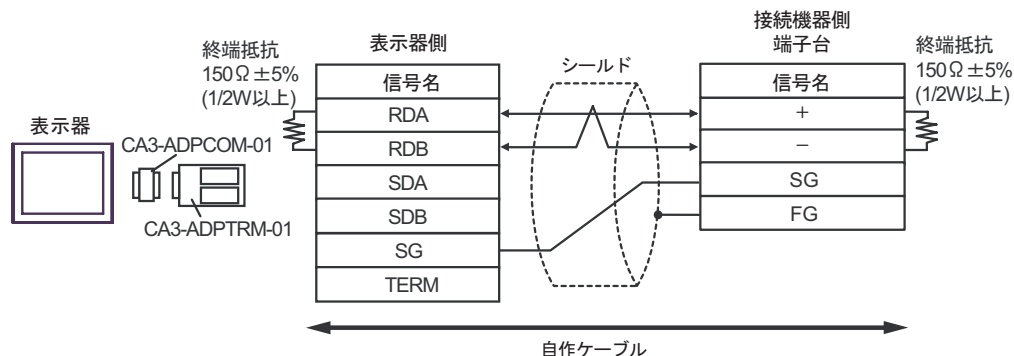 表示器
CA3-ADPCOM-01
CA3-ADPTRM-01
終端抵抗
150Ω±5%
(1/2W以上)
表示器側
信号名
RDA
RDB
SDA
SDB
SG
TERM
シールド
接続機器側
端子台
信号名
+
−
SG
FG
終端抵抗
150Ω±5%
(1/2W以上)
自作ケーブル